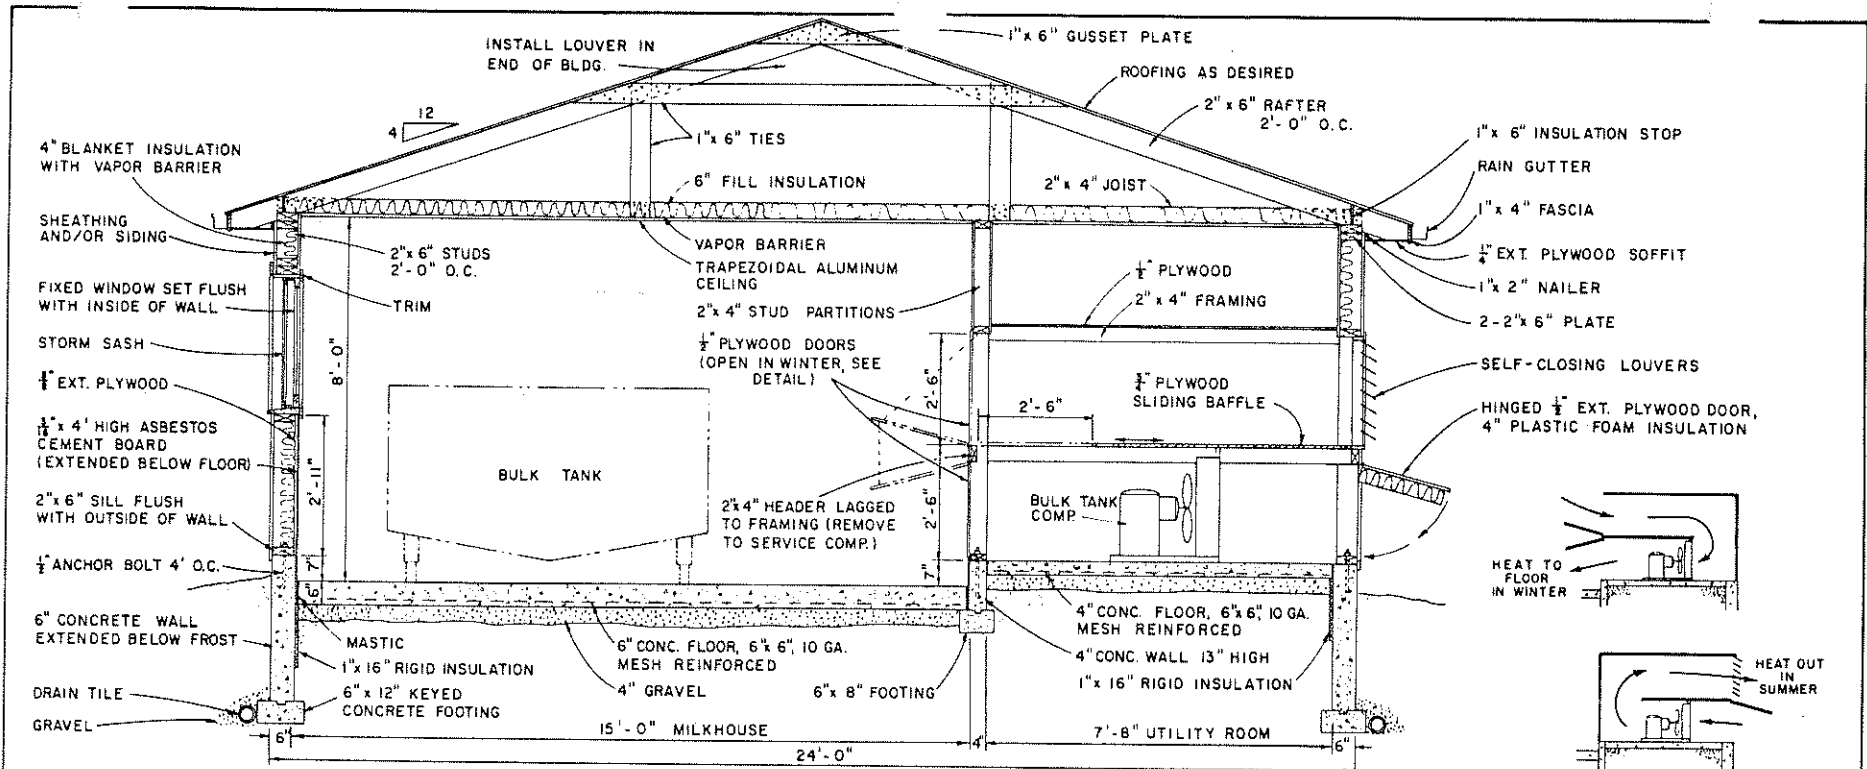 INSTALL LOUVER IN
END OF BLDG.
1"x 6" GUSSET PLATE
ROOFING AS DESIRED
2" x 6" RAFTER
2'-0" O.C.
12
4
1"x 6" TIES
4" BLANKET INSULATION
WITH VAPOR BARRIER
1"x 6" INSULATION STOP
RAIN GUTTER
6" FILL INSULATION
2"x 4" JOIST
1"x 4" FASCIA
SHEATHING
AND/OR SIDING
2"x 6" STUDS
2'-0" O.C.
VAPOR BARRIER
TRAPEZOIDAL ALUMINUM
CEILING
1/2" PLYWOOD
2"x 4" FRAMING
1/4" EXT. PLYWOOD SOFFIT
1"x 2" NAILER
2-2"x 6" PLATE
FIXED WINDOW SET FLUSH
WITH INSIDE OF WALL
TRIM
2"x 4" STUD PARTITIONS
STORM SASH
8'-0"
1/2" PLYWOOD DOORS
(OPEN IN WINTER, SEE
DETAIL)
2'-6"
2'-6"
3/4" PLYWOOD
SLIDING BAFFLE
SELF-CLOSING LOUVERS
EXT. PLYWOOD
HINGED 1/2" EXT. PLYWOOD DOOR,
4" PLASTIC FOAM INSULATION
x 4' HIGH ASBESTOS
CEMENT BOARD
(EXTENDED BELOW FLOOR)
2'-11"
BULK TANK
2"x 6" SILL FLUSH
WITH OUTSIDE OF WALL
2"x 4" HEADER LAGGED
TO FRAMING (REMOVE
TO SERVICE COMP.)
2'-6"
BULK TANK
COMP.
1/2" ANCHOR BOLT 4' O.C.
7"
6"
7"
HEAT TO
FLOOR
IN WINTER
6" CONCRETE WALL
EXTENDED BELOW FROST
MASTIC
1"x 16" RIGID INSULATION
6" CONC. FLOOR, 6"x 6", 10 GA.
MESH REINFORCED
4" CONC. FLOOR, 6"x 6", 10 GA.
MESH REINFORCED
4" CONC. WALL 13" HIGH
1"x 16" RIGID INSULATION
DRAIN TILE
GRAVEL
6" x 12" KEYED
CONCRETE FOOTING
4" GRAVEL
6"x 8" FOOTING
HEAT OUT
IN
SUMMER
6"
15'-0" MILKHOUSE
4"
7'-8" UTILITY ROOM
6"
24'-0"